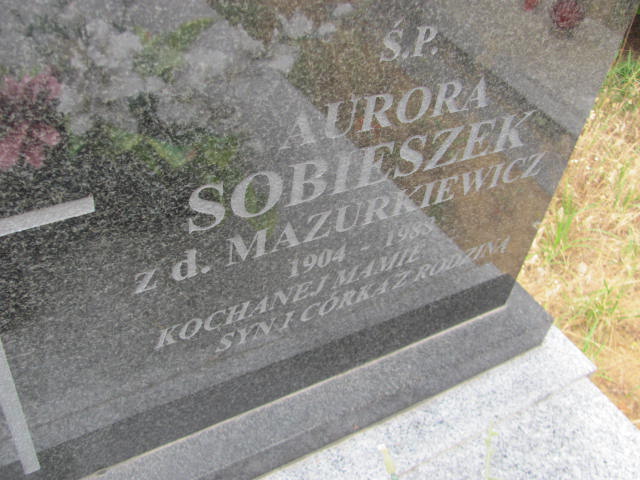 Ś.P.
AURORA
SOBIESZEK
z d. MAZURKIEWICZ
1904 - 1988
KOCHANEJ MAMIE
SYN I CÓRKA Z RODZINĄ